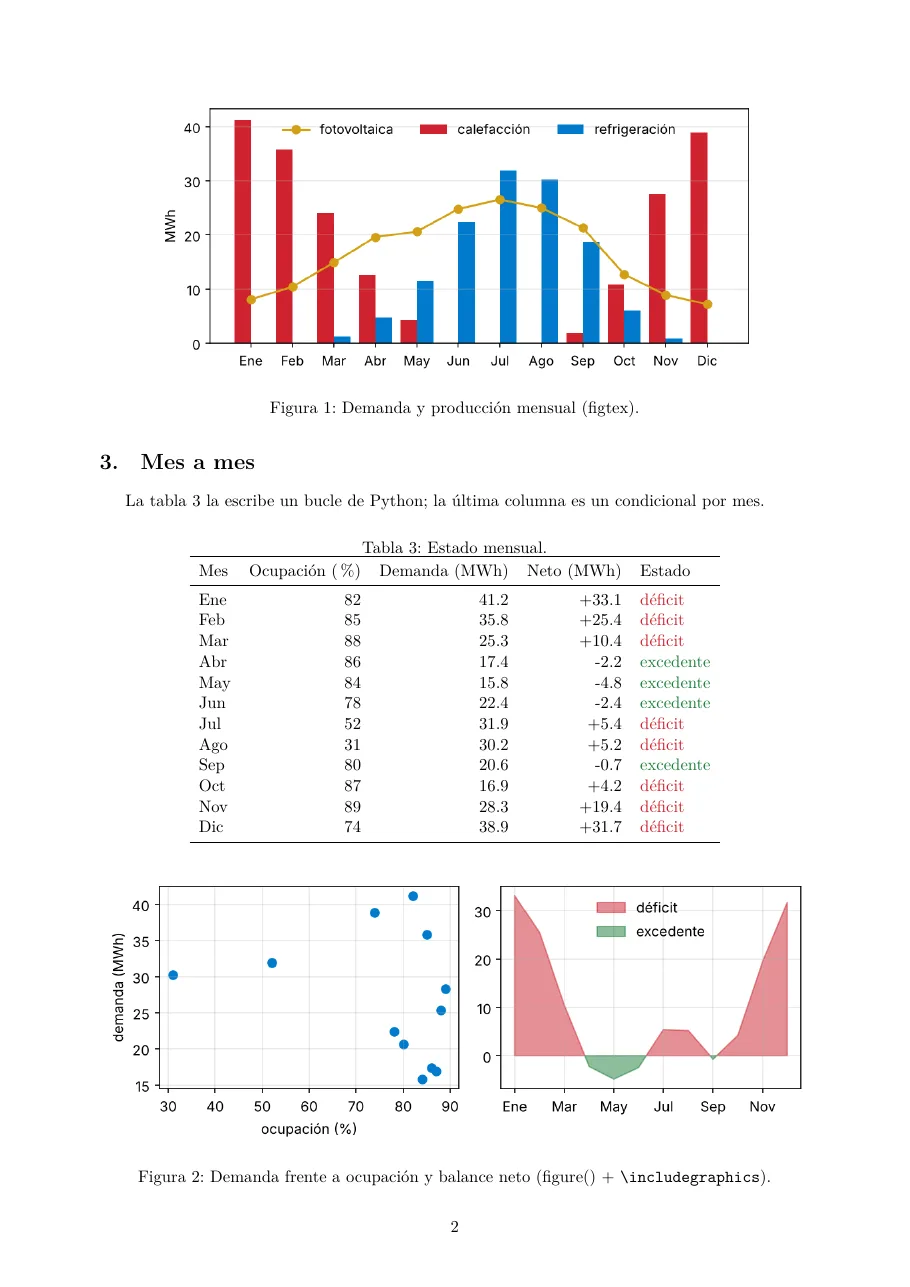 fotovoltaica calefacción refrigeración
40
30
20
10
0
MWh
Ene Feb Mar Abr May Jun Jul Ago Sep Oct Nov Dic
Figura 1: Demanda y producción mensual (figtex).
3. Mes a mes
La tabla 3 la escribe un bucle de Python; la última columna es un condicional por mes.
Tabla 3: Estado mensual.
Mes Ocupación ( %) Demanda (MWh) Neto (MWh) Estado
Ene 82 41.2 +33.1 déficit
Feb 85 35.8 +25.4 déficit
Mar 88 25.3 +10.4 déficit
Abr 86 17.4 -2.2 excedente
May 84 15.8 -4.8 excedente
Jun 78 22.4 -2.4 excedente
Jul 52 31.9 +5.4 déficit
Ago 31 30.2 +5.2 déficit
Sep 80 20.6 -0.7 excedente
Oct 87 16.9 +4.2 déficit
Nov 89 28.3 +19.4 déficit
Dic 74 38.9 +31.7 déficit
40
35
30
25
20
15
demanda (MWh)
30 40 50 60 70 80 90
ocupación (%)
déficit
excedente
30
20
10
0
Ene Mar May Jul Sep Nov
Figura 2: Demanda frente a ocupación y balance neto (figure() + \includegraphics).
2